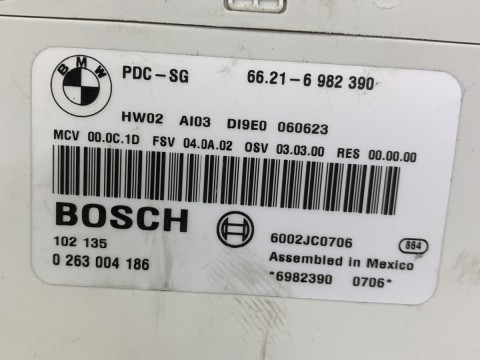 BMW
PDC-SG 66.21-6 982 390
HW02 AI03 DI9E0 060623
MCV 00.0C.1D FSV 04.0A.02 OSV 03.03.00 RES 00.00.00
BOSCH
102 135
0 263 004 186
6002JC0706 864
Assembled in Mexico
*6982390 0706*